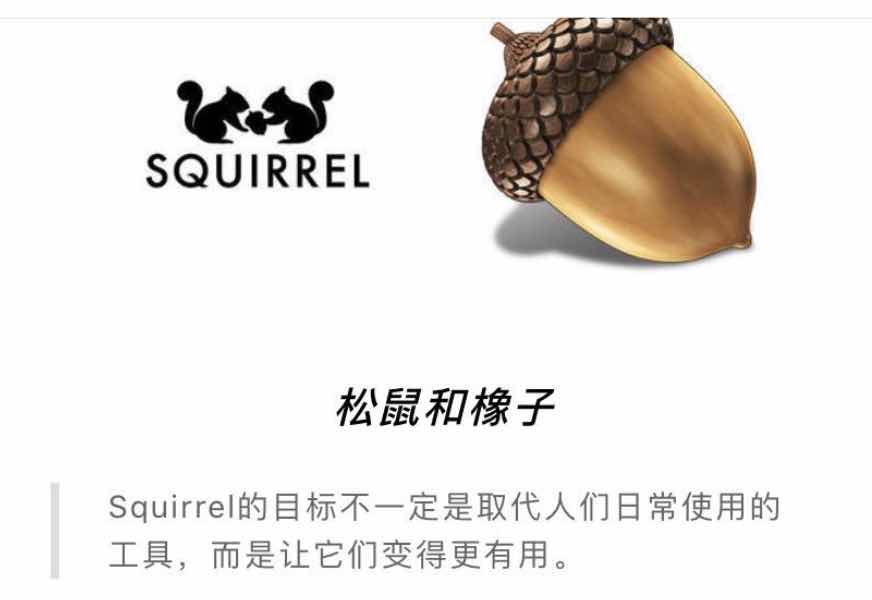 SQUIRREL
松鼠和橡子
Squirrel的目标不一定是取代人们日常使用的
工具，而是让它们变得更有用。